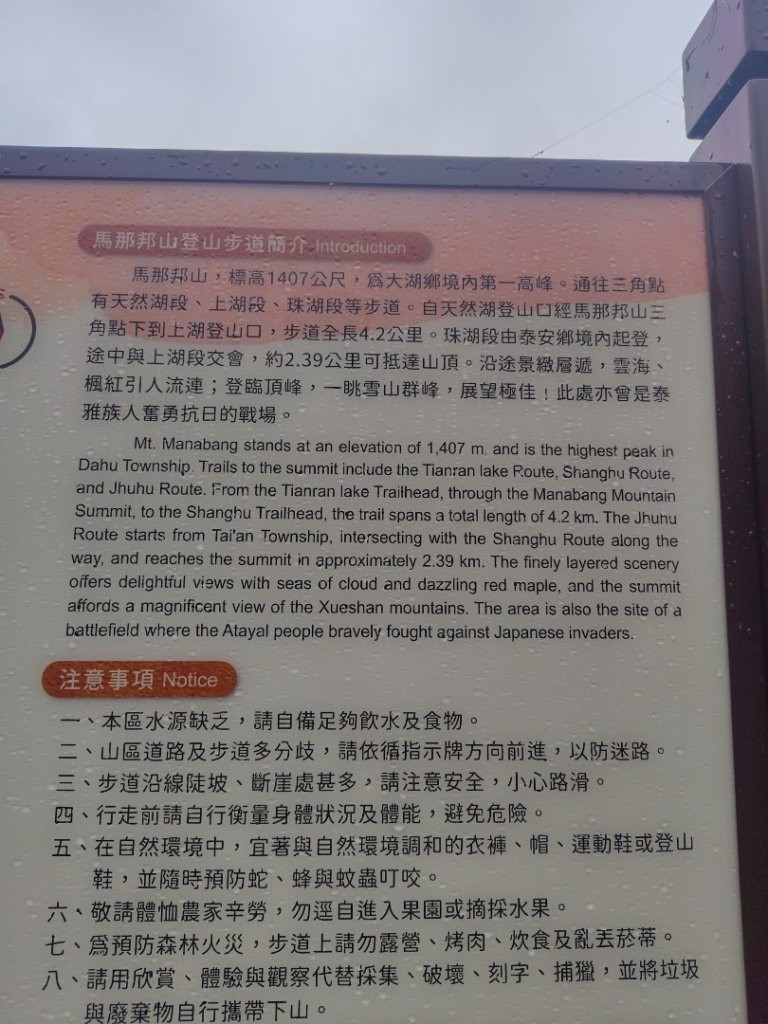 馬那邦山登山步道簡介 Introduction
馬那邦山，標高1407公尺，為大湖鄉境內第一高峰。通往三角點
有天然湖段、上湖段、珠湖段等步道。自天然湖登山口經馬那邦山三
角點下到上湖登山口，步道全長4.2公里。珠湖段由泰安鄉境內起登，
途中與上湖段交會，約2.39公里可抵達山頂。沿途景緻層遞，雲海、
楓紅引人流連；登臨頂峰，一眺雪山群峰，展望極佳！此處亦曾是泰
雅族人奮勇抗日的戰場。
Mt. Manabang stands at an elevation of 1,407 m, and is the highest peak in
Dahu Township. Trails to the summit include the Tianran lake Route, Shanghu Route,
and Jhuhu Route. From the Tianran lake Trailhead, through the Manabang Mountain
Summit, to the Shanghu Trailhead, the trail spans a total length of 4.2 km. The Jhuhu
Route starts from Tai'an Township, intersecting with the Shanghu Route along the
way, and reaches the summit in approximately 2.39 km. The finely layered scenery
offers delightful views with seas of cloud and dazzling red maple, and the summit
affords a magnificent view of the Xueshan mountains. The area is also the site of a
battlefield where the Atayal people bravely fought against Japanese invaders.
注意事項 Notice
一、本區水源缺乏，請自備足夠飲水及食物。
二、山區道路及步道多分歧，請依循指示牌方向前進，以防迷路。
三、步道沿線陡坡、斷崖處甚多，請注意安全，小心路滑。
四、行走前請自行衡量身體狀況及體能，避免危險。
五、在自然環境中，宜著與自然環境調和的衣褲、帽、運動鞋或登山
鞋，並隨時預防蛇、蜂與蚊蟲叮咬。
六、敬請體恤農家辛勞，勿逕自進入果園或摘採水果。
七、為預防森林火災，步道上請勿露營、烤肉、炊食及亂丟菸蒂。
八、請用欣賞、體驗與觀察代替採集、破壞、刻字、捕獵，並將垃圾
與廢棄物自行攜帶下山。